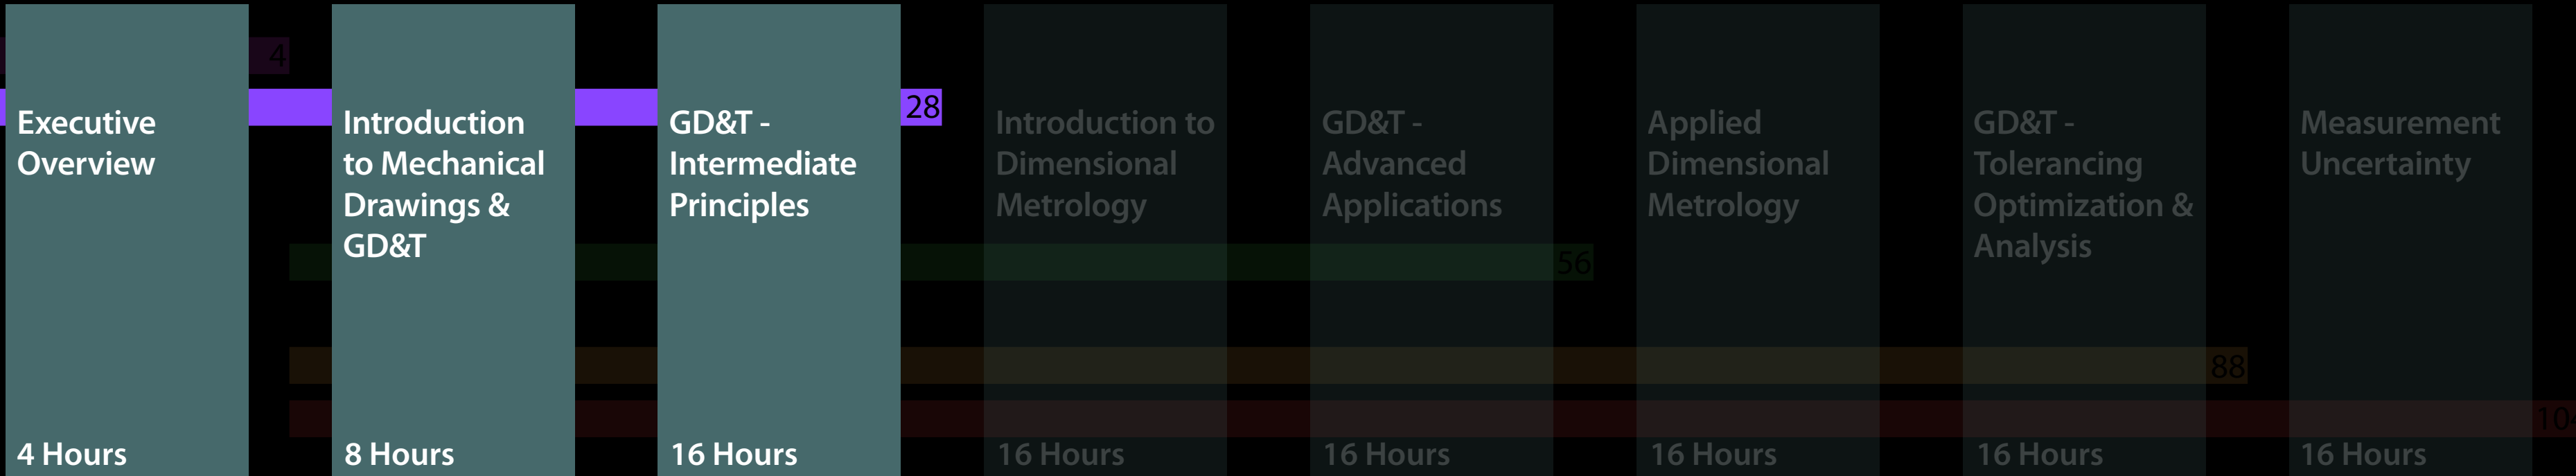 4
28
Executive
Overview
4 Hours
Introduction
to Mechanical
Drawings &
GD&T
8 Hours
GD&T -
Intermediate
Principles
16 Hours
Introduction to
Dimensional
Metrology
16 Hours
GD&T -
Advanced
Applications
16 Hours
56
Applied
Dimensional
Metrology
16 Hours
GD&T -
Tolerancing
Optimization &
Analysis
16 Hours
88
Measurement
Uncertainty
16 Hours
104